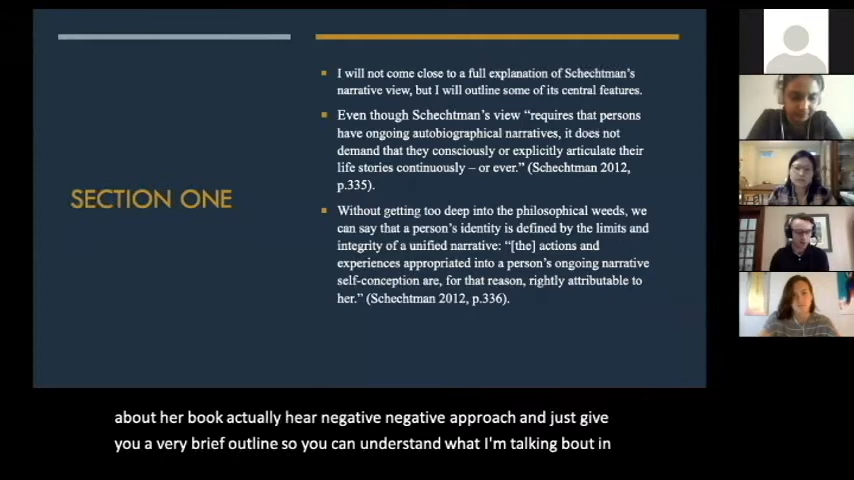 SECTION ONE
I will not come close to a full explanation of Schechtman's
narrative view, but I will outline some of its central features.
Even though Schechtman's view "requires that persons
have ongoing autobiographical narratives, it does not
demand that they consciously or explicitly articulate their
life stories continuously – or ever." (Schechtman 2012,
p.335).
Without getting too deep into the philosophical weeds, we
can say that a person's identity is defined by the limits and
integrity of a unified narrative: "[the] actions and
experiences appropriated into a person's ongoing narrative
self-conception are, for that reason, rightly attributable to
her." (Schechtman 2012, p.336).
about her book actually hear negative negative approach and just give
you a very brief outline so you can understand what I'm talking bout in